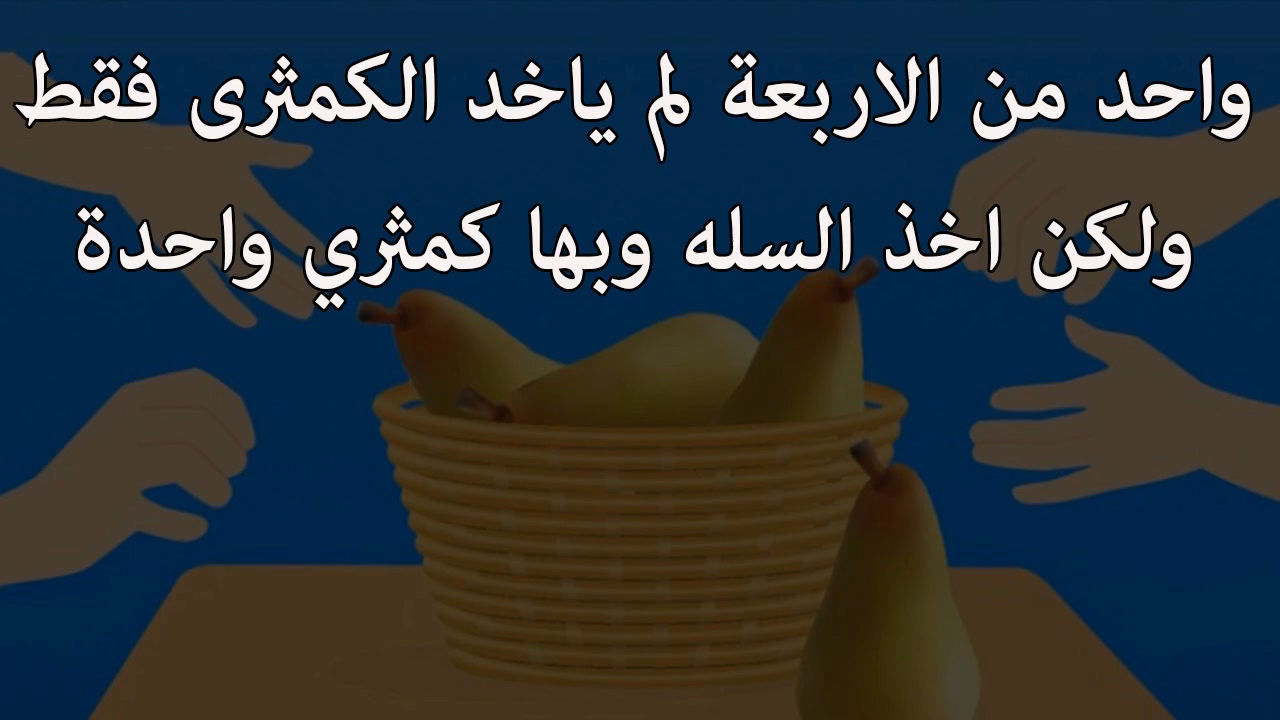 واحد من الاربعة لم ياخد الكمثرى فقط
ولكن اخذ السله وبها كمثري واحدة